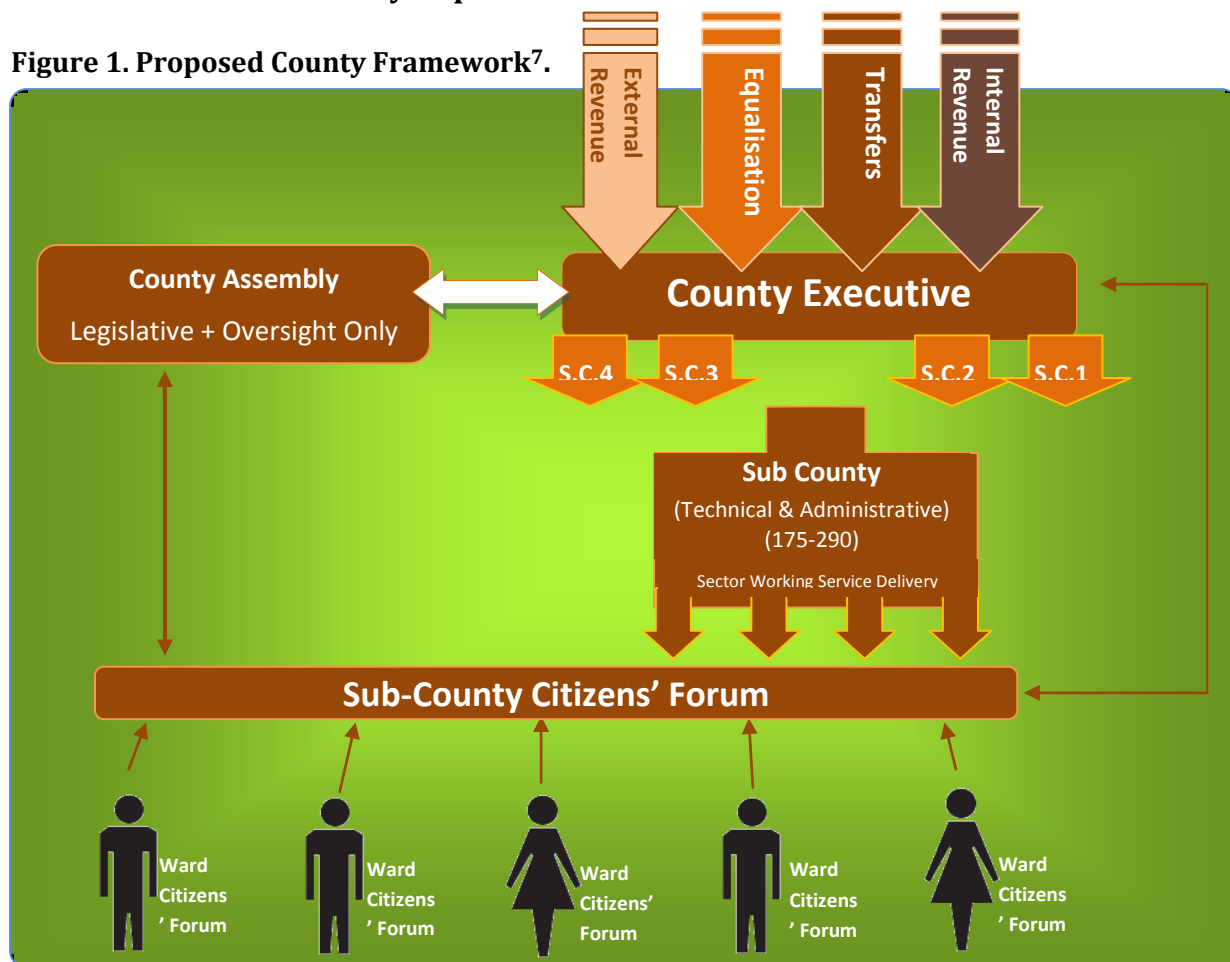 Figure 1. Proposed County Framework⁷.
External
Revenue
Equalisation
Transfers
Internal
Revenue
County Assembly
Legislative + Oversight Only
County Executive
S.C.4
S.C.3
S.C.2
S.C.1
Sub County
(Technical & Administrative)
(175-290)
Sector Working Service Delivery
Sub-County Citizens’ Forum
Ward
Citizens
’ Forum
Ward
Citizens
’ Forum
Ward
Citizens’
Forum
Ward
Citizens
’ Forum
Ward
Citizens
’ Forum